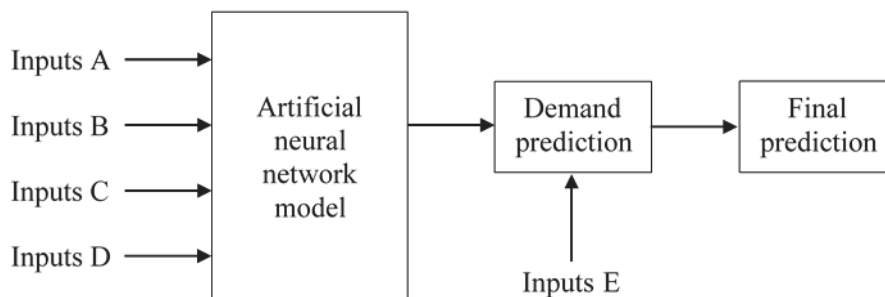 Inputs A
Inputs B
Inputs C
Inputs D
Artificial
neural
network
model
Demand
prediction
Inputs E
Final
prediction